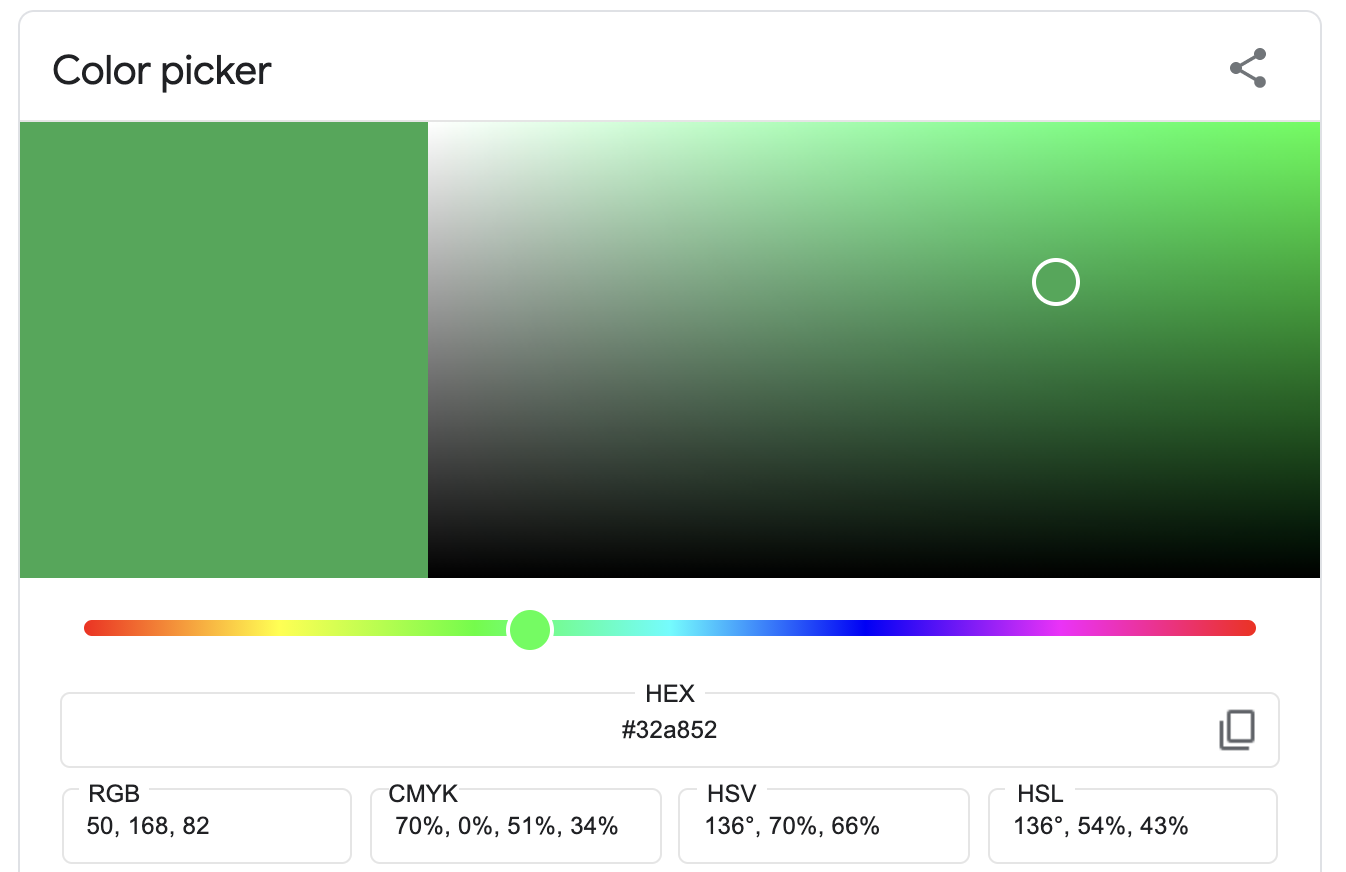 Color picker
HEX
#32a852
RGB
50, 168, 82
CMYK
70%, 0%, 51%, 34%
HSV
136°, 70%, 66%
HSL
136°, 54%, 43%